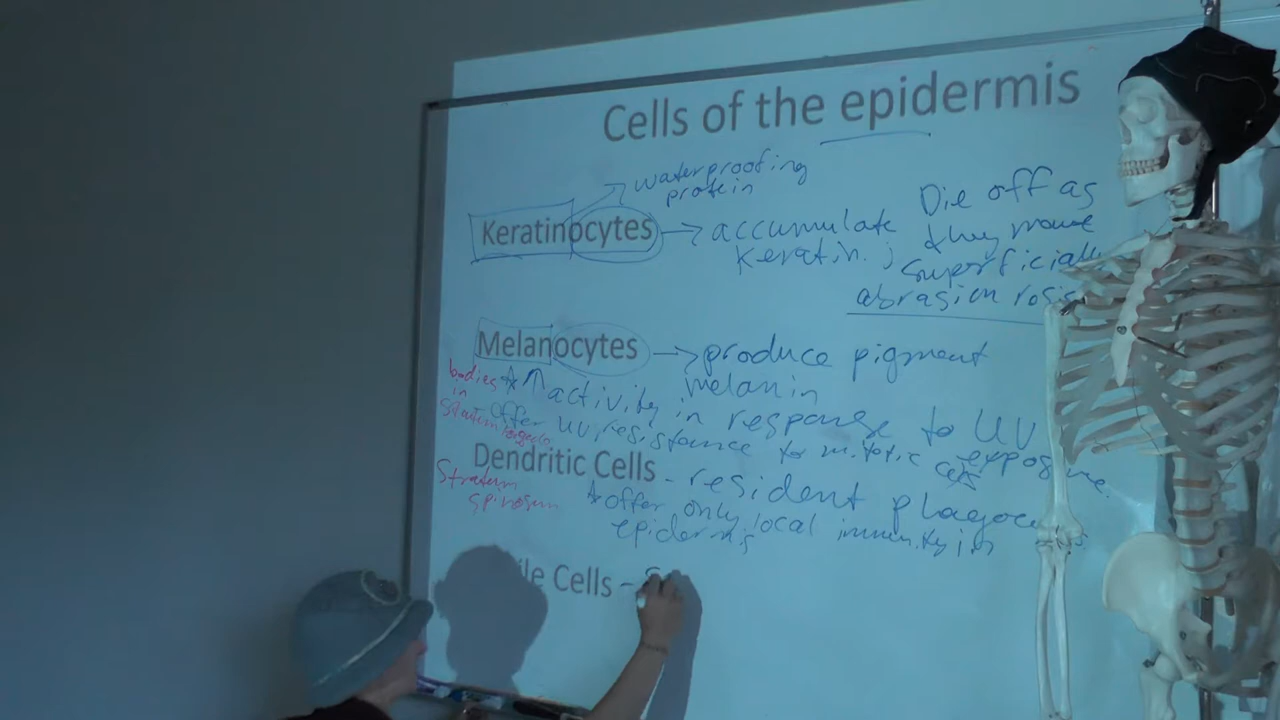 Cells of the epidermis
waterproofing
protein
Keratinocytes → accumulate
keratin ;
Die off as
they move
superficially
abrasion
Melanocytes → produce pigment
melanin
bodies
in
Stratum
* ↑ activity in response to UV
exposure.
offer UV resistance to mitotic cells
Dendritic Cells - resident
Stratum
spinosum
* offer only local immunity in
epidermis
le Cells -